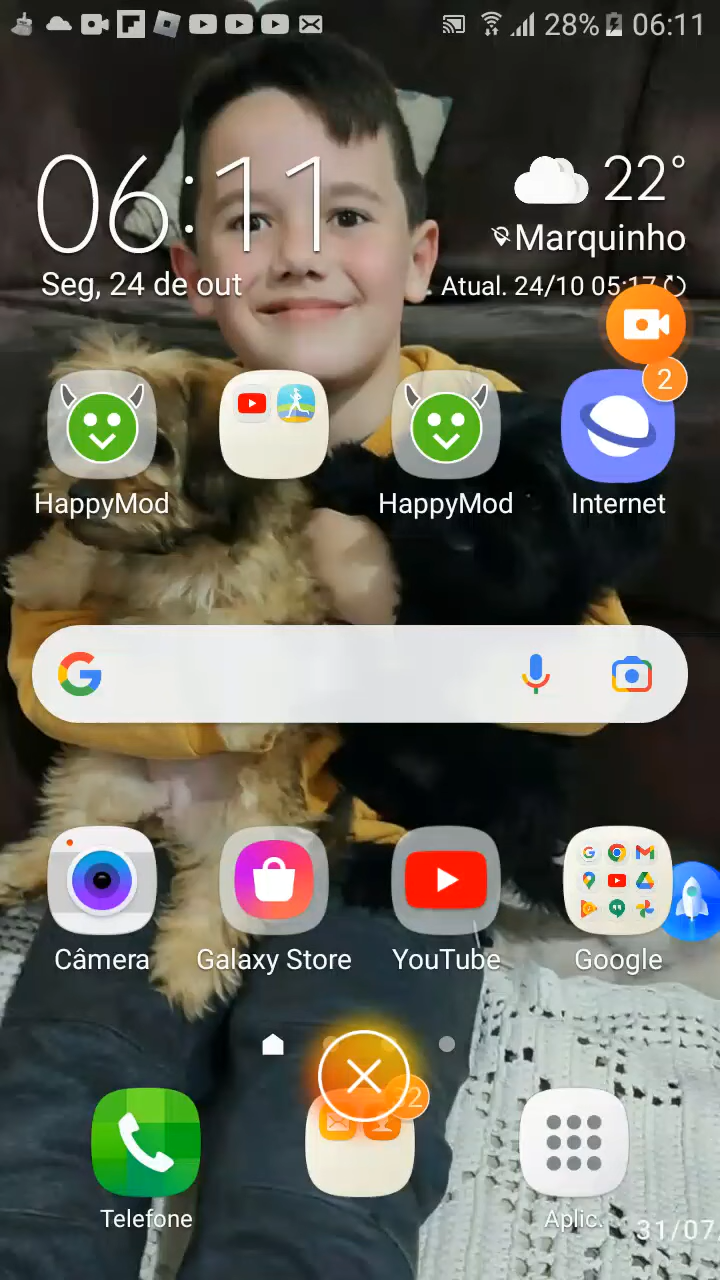 28% 06:11
06:11
22°
Marquinho
Seg, 24 de out
Atual. 24/10 05:17
2
HappyMod
HappyMod
Internet
Câmera
Galaxy Store
YouTube
Google
Telefone
Aplic.
31/07